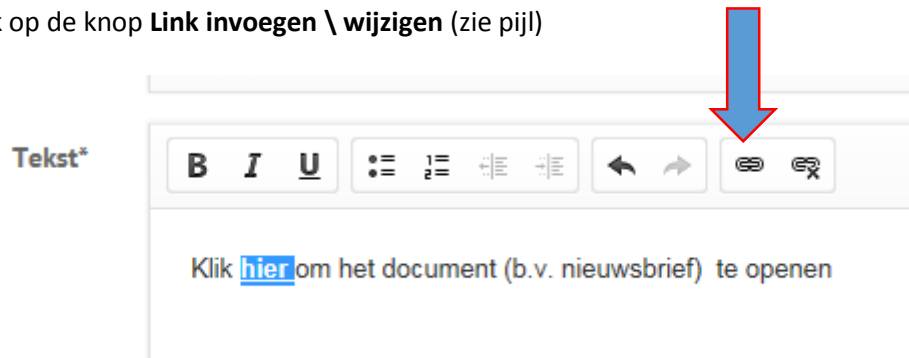 op de knop Link invoegen \ wijzigen (zie pijl)
Tekst*
B I U
Klik hier om het document (b.v. nieuwsbrief) te openen